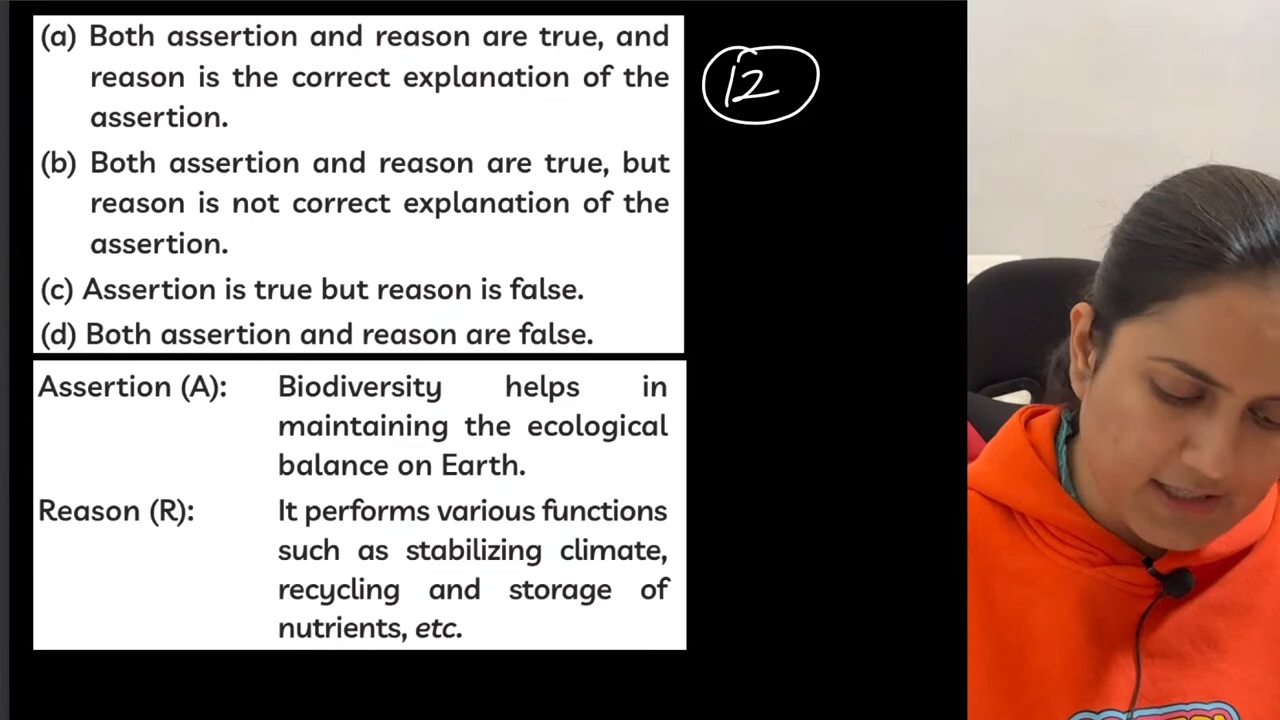 (a) Both assertion and reason are true, and
reason is the correct explanation of the
assertion.
(b) Both assertion and reason are true, but
reason is not correct explanation of the
assertion.
(c) Assertion is true but reason is false.
(d) Both assertion and reason are false.
12
Assertion (A): Biodiversity helps in
maintaining the ecological
balance on Earth.
Reason (R): It performs various functions
such as stabilizing climate,
recycling and storage of
nutrients, etc.